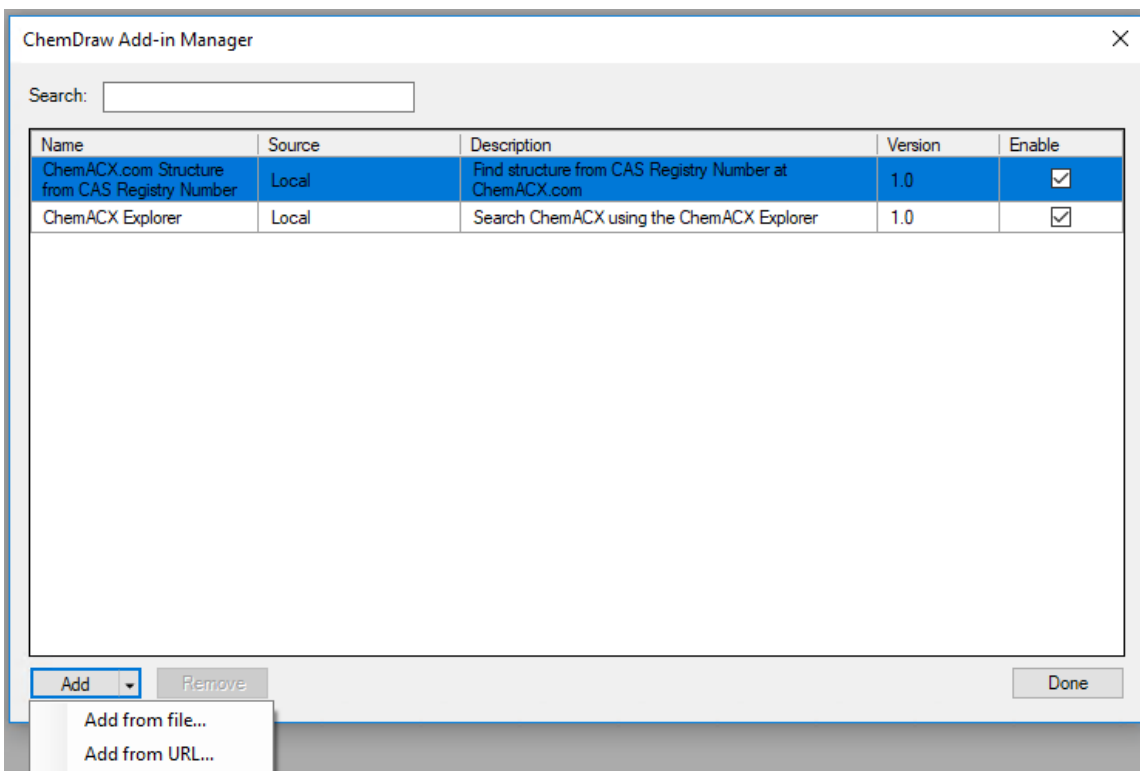 ChemDraw Add-in Manager
Search:
Name Source Description Version Enable
ChemACX.com Structure from CAS Registry Number Local Find structure from CAS Registry Number at ChemACX.com 1.0
ChemACX Explorer Local Search ChemACX using the ChemACX Explorer 1.0
Add Remove Done
Add from file...
Add from URL...